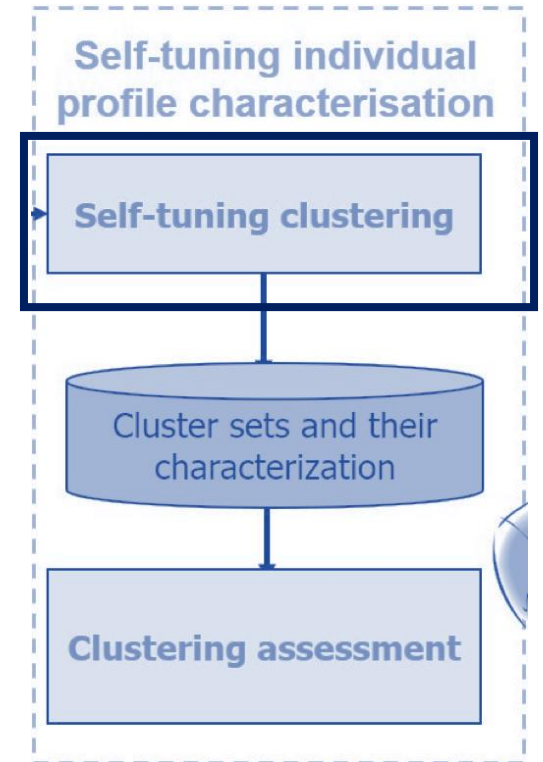 Self-tuning individual
profile characterisation
Self-tuning clustering
Cluster sets and their
characterization
Clustering assessment